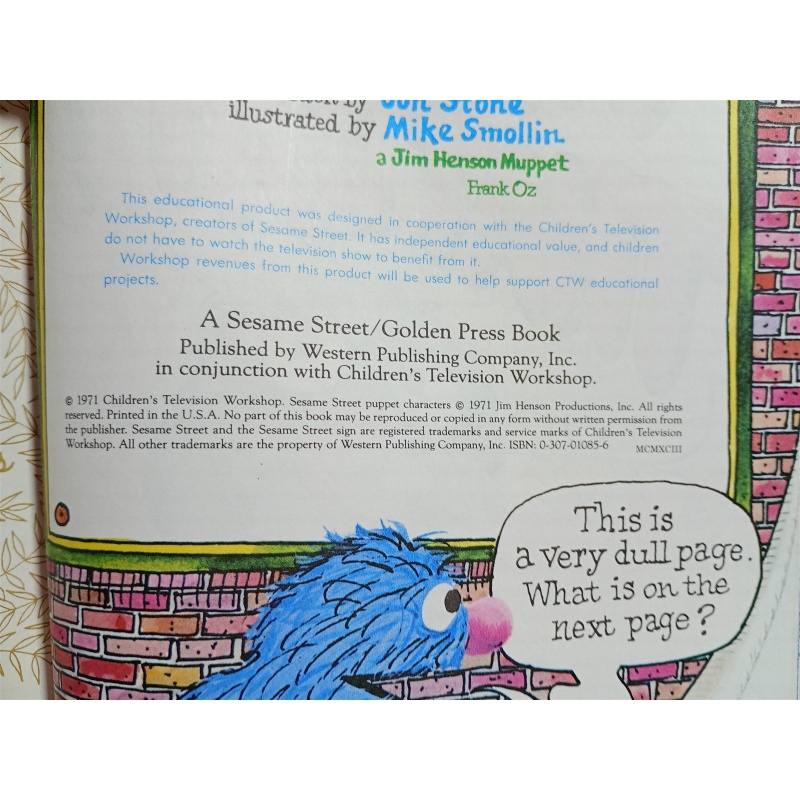 by Jon Stone
illustrated by Mike Smollin
a Jim Henson Muppet
Frank Oz
This educational product was designed in cooperation with the Children's Television
Workshop, creators of Sesame Street. It has independent educational value, and children
do not have to watch the television show to benefit from it.
Workshop revenues from this product will be used to help support CTW educational
projects.
A Sesame Street/Golden Press Book
Published by Western Publishing Company, Inc.
in conjunction with Children's Television Workshop.
© 1971 Children's Television Workshop. Sesame Street puppet characters © 1971 Jim Henson Productions, Inc. All rights
reserved. Printed in the U.S.A. No part of this book may be reproduced or copied in any form without written permission from
the publisher. Sesame Street and the Sesame Street sign are registered trademarks and service marks of Children's Television
Workshop. All other trademarks are the property of Western Publishing Company, Inc. ISBN: 0-307-01085-6 MCMXCIII
This is
a very dull page.
What is on the
next page?